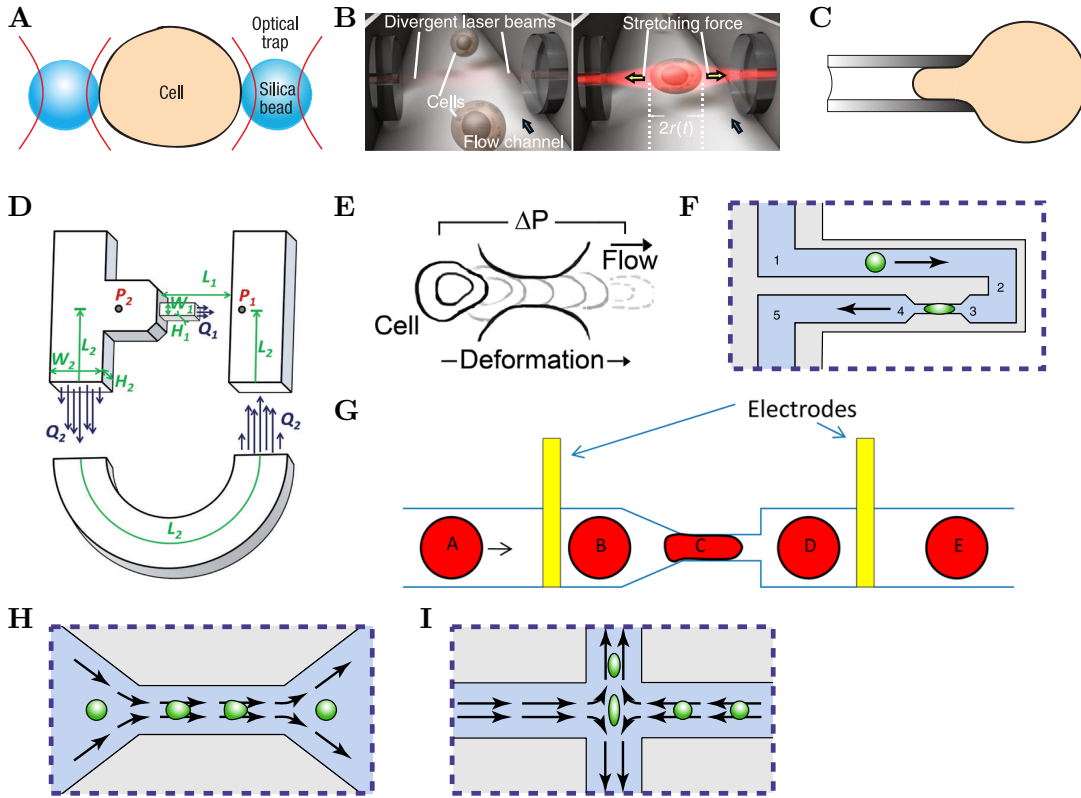 A
Optical
trap
Cell
Silica
bead
B
Divergent laser beams
Cells
Flow channel
Stretching force
2r(t)
C
D
L1
P2
W1
P1
H1
Q1
L2
L2
W2
H2
Q2
Q2
L2
E
ΔP
Flow
Cell
Deformation
F
1
2
3
4
5
G
Electrodes
A
B
C
D
E
H
I